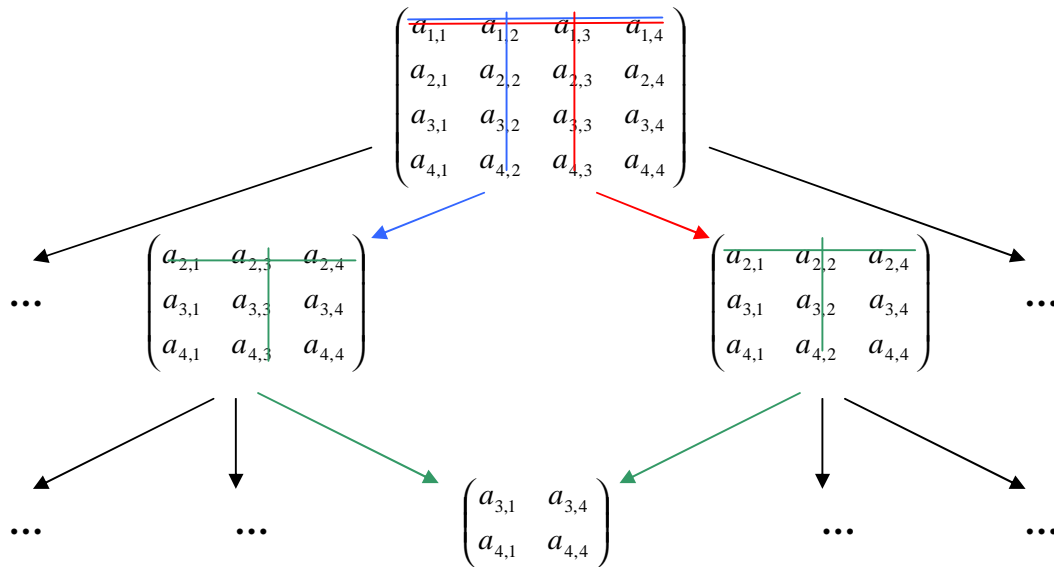 a1,1 a1,2 a1,3 a1,4
a2,1 a2,2 a2,3 a2,4
a3,1 a3,2 a3,3 a3,4
a4,1 a4,2 a4,3 a4,4
a2,1 a2,3 a2,4
a3,1 a3,3 a3,4
a4,1 a4,3 a4,4
a2,1 a2,2 a2,4
a3,1 a3,2 a3,4
a4,1 a4,2 a4,4
... ...
a3,1 a3,4
a4,1 a4,4
... ... ... ...